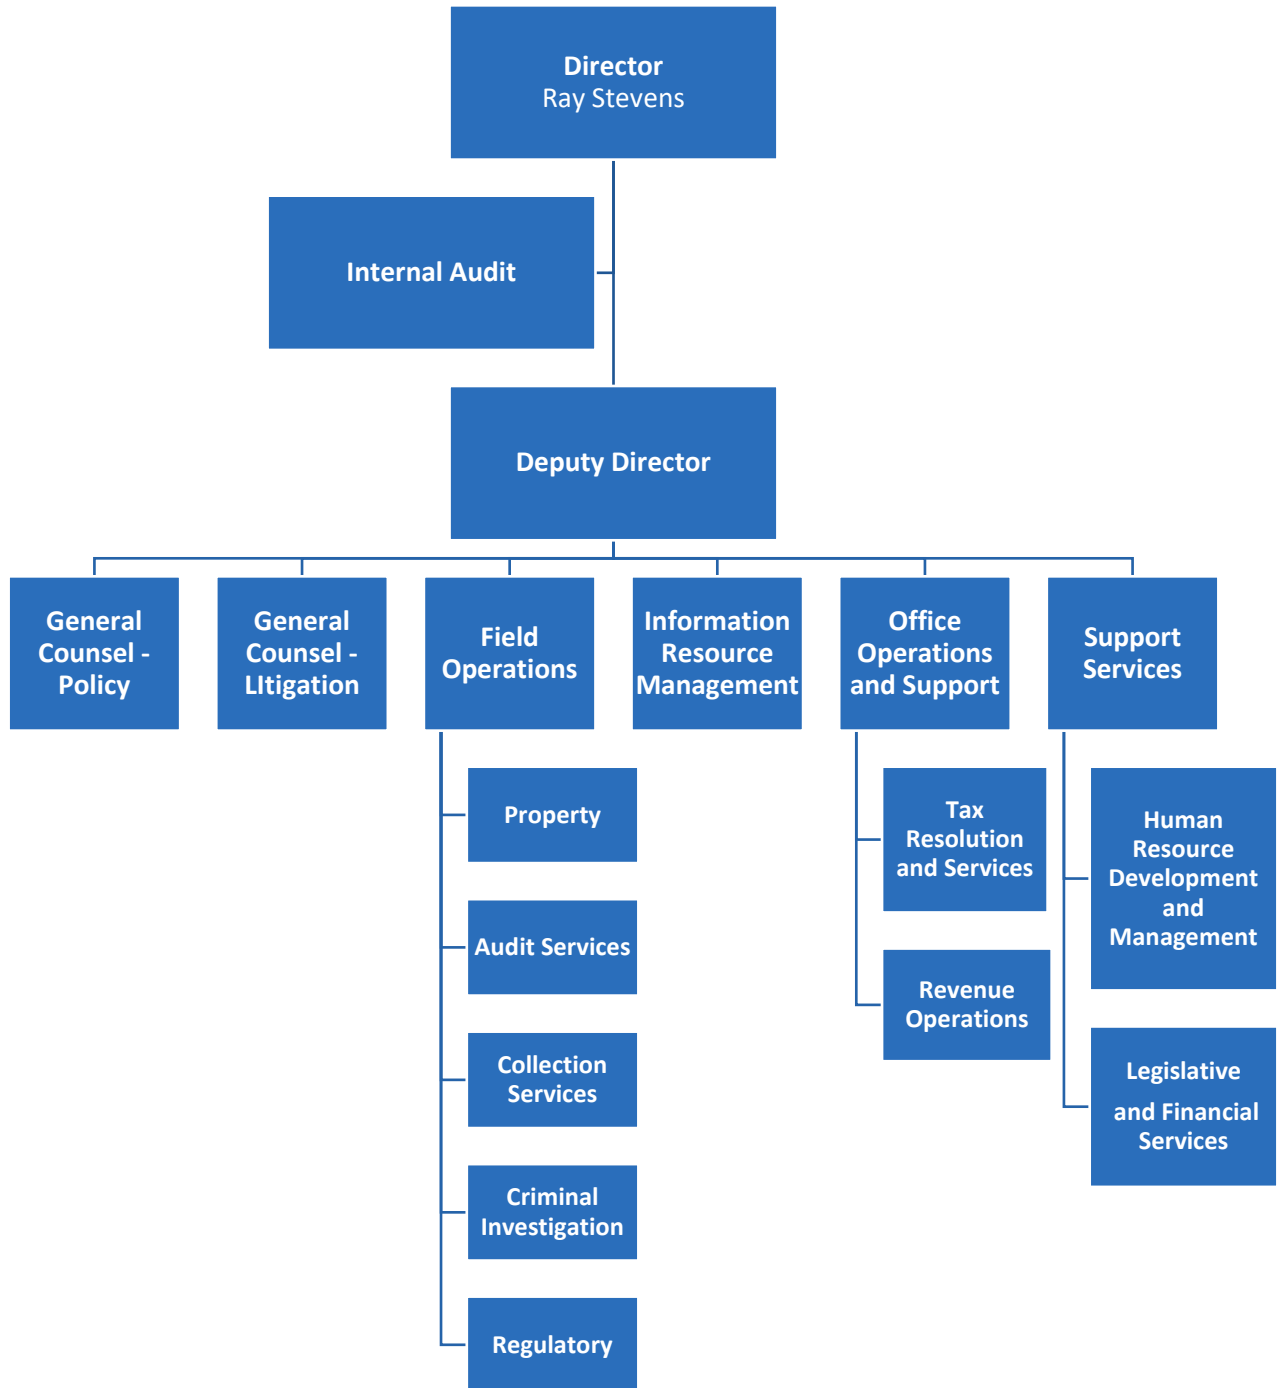 Director
Ray Stevens
Internal Audit
Deputy Director
General
Counsel -
Policy
General
Counsel -
LItigation
Field
Operations
Information
Resource
Management
Office
Operations
and Support
Support
Services
Property
Audit Services
Collection
Services
Criminal
Investigation
Regulatory
Tax
Resolution
and Services
Revenue
Operations
Human
Resource
Development
and
Management
Legislative
and Financial
Services